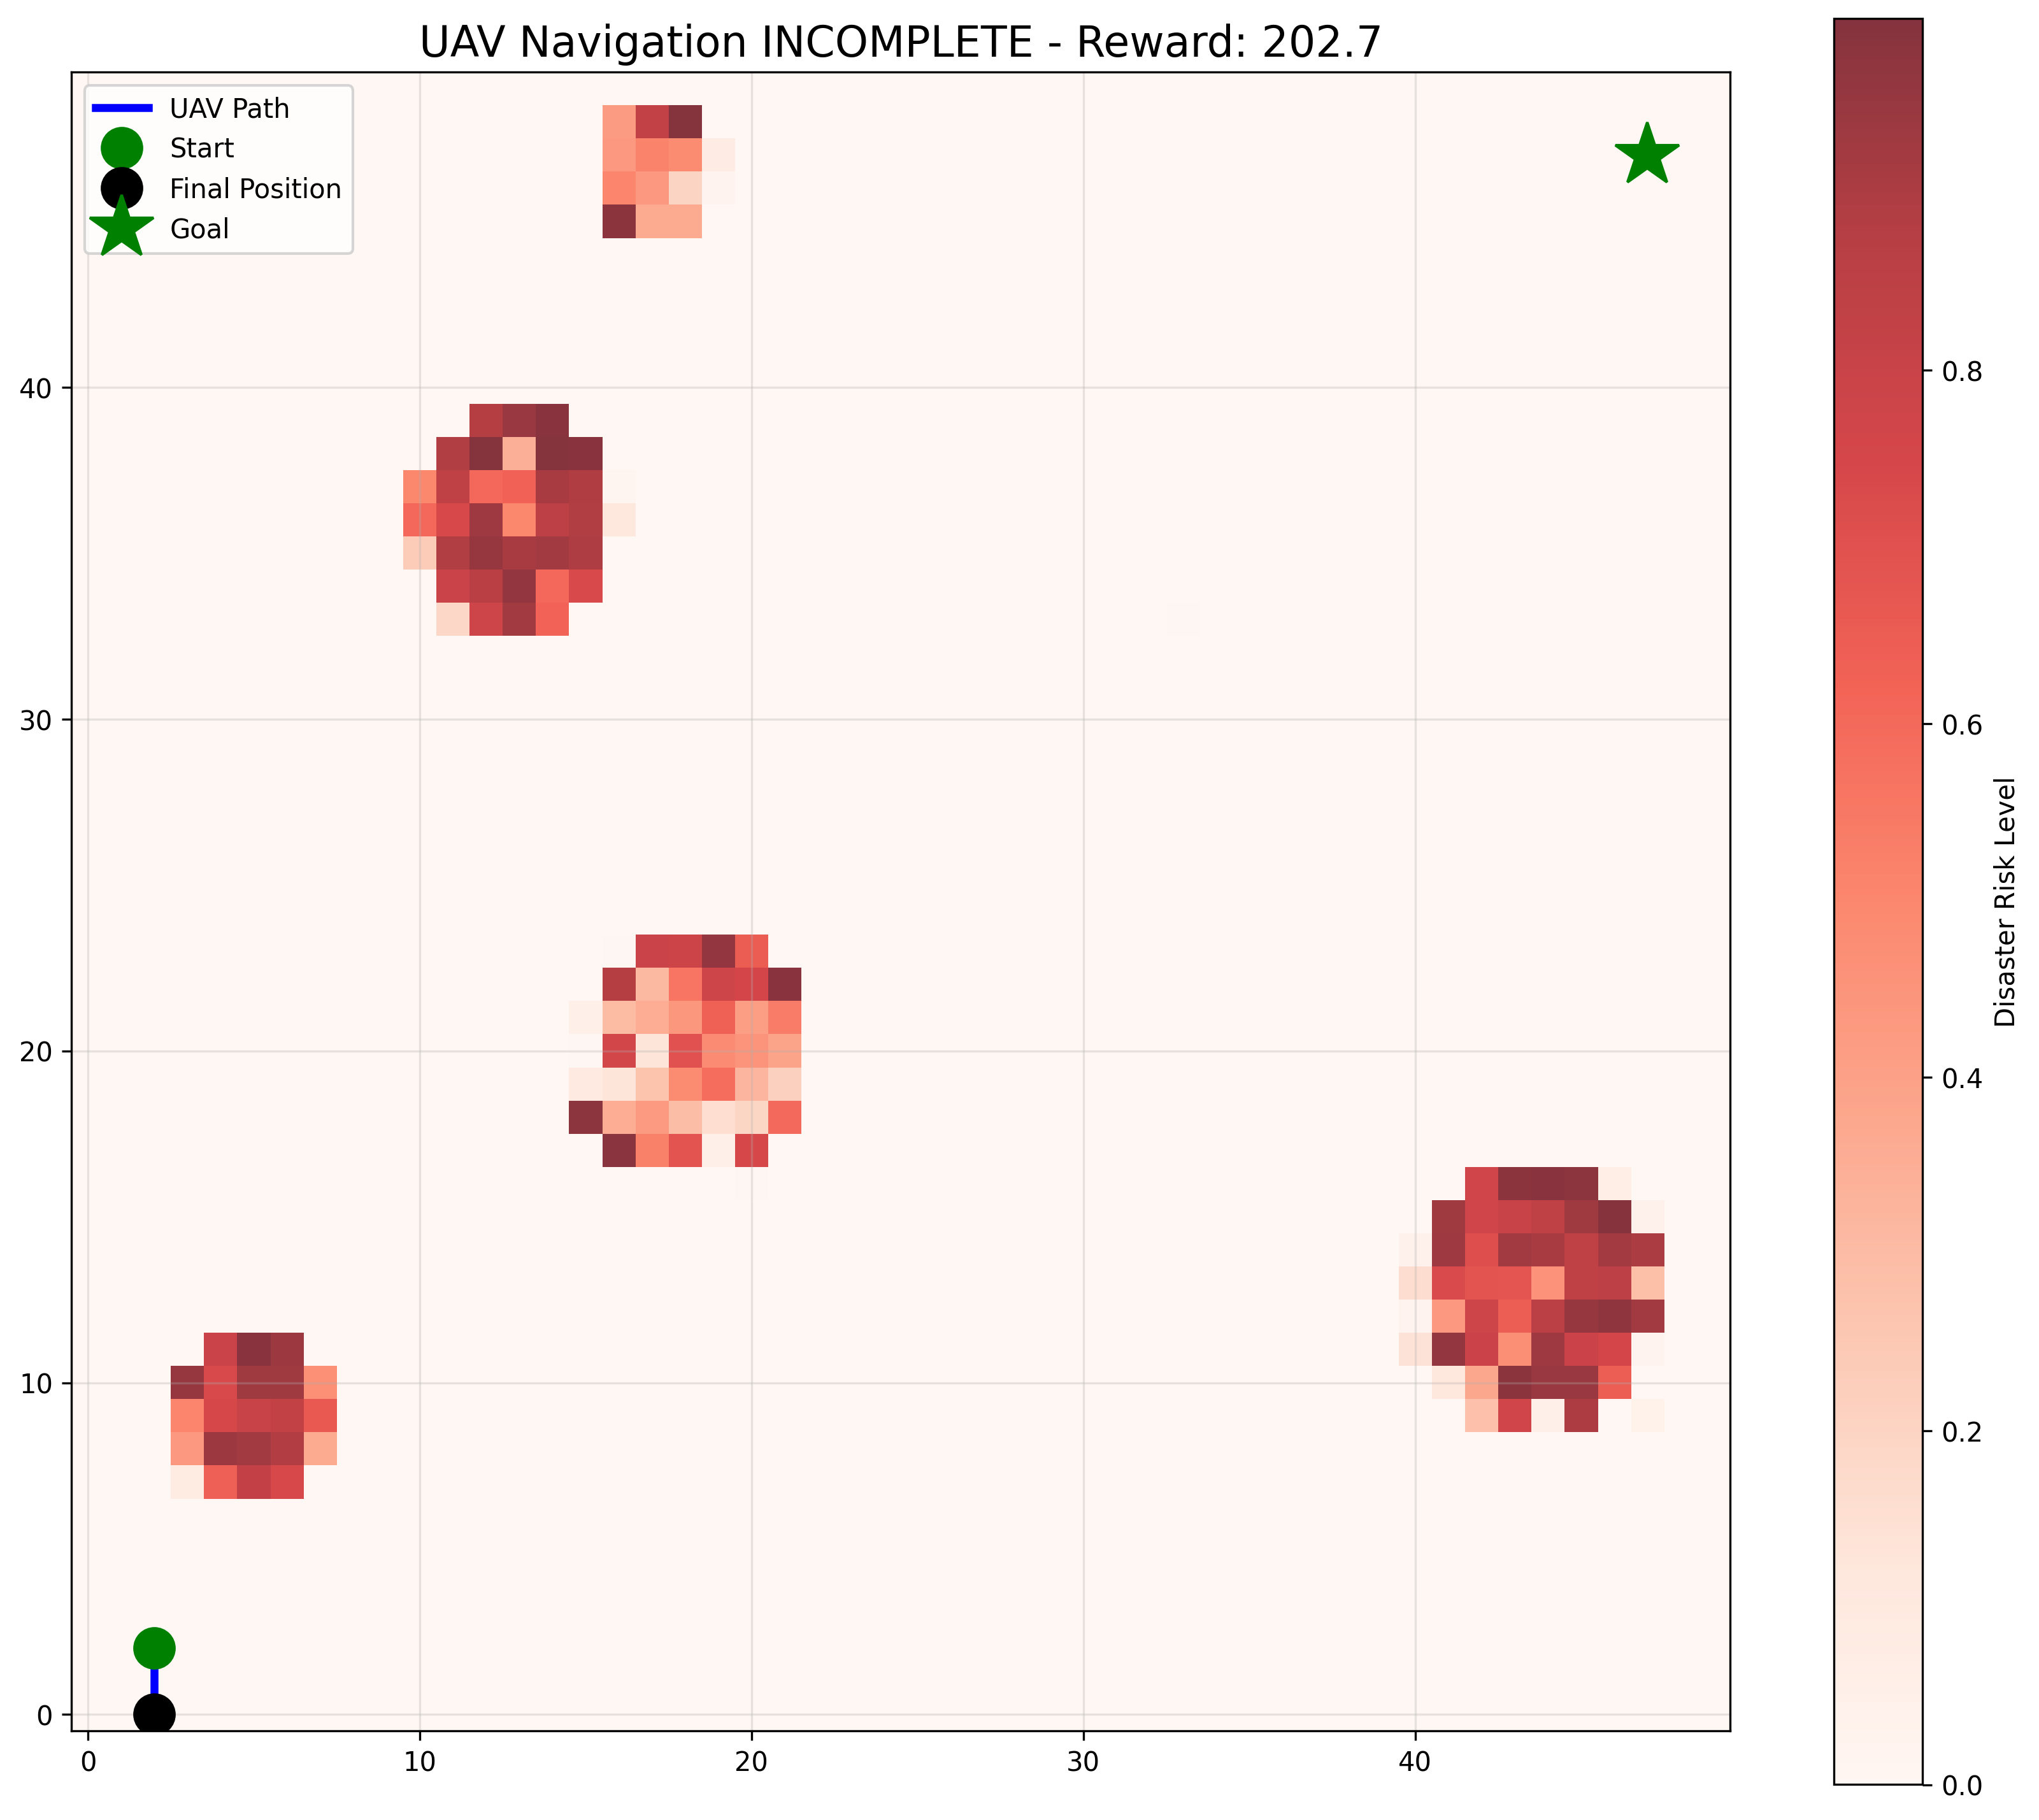 UAV Navigation INCOMPLETE - Reward: 202.7
UAV Path
Start
Final Position
Goal
40
30
20
10
0
0
10
20
30
40
0.8
0.6
0.4
0.2
0.0
Disaster Risk Level